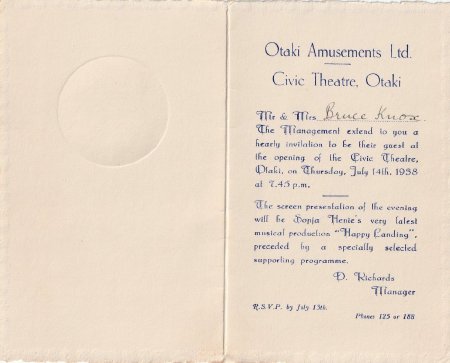 Otaki Amusements Ltd.
Civic Theatre, Otaki
Mr & Mrs Bruce Knox.
The Management extend to you a
hearty invitation to be their guest at
the opening of the Civic Theatre,
Otaki, on Thursday, July 14th, 1938
at 7.45 p.m.
The screen presentation of the evening
will be Sonja Henie's very latest
musical production "Happy Landing",
preceded by a specially selected
supporting programme.
D. Richards
Manager
R.S.V.P. by July 13th.
Phones 125 or 188